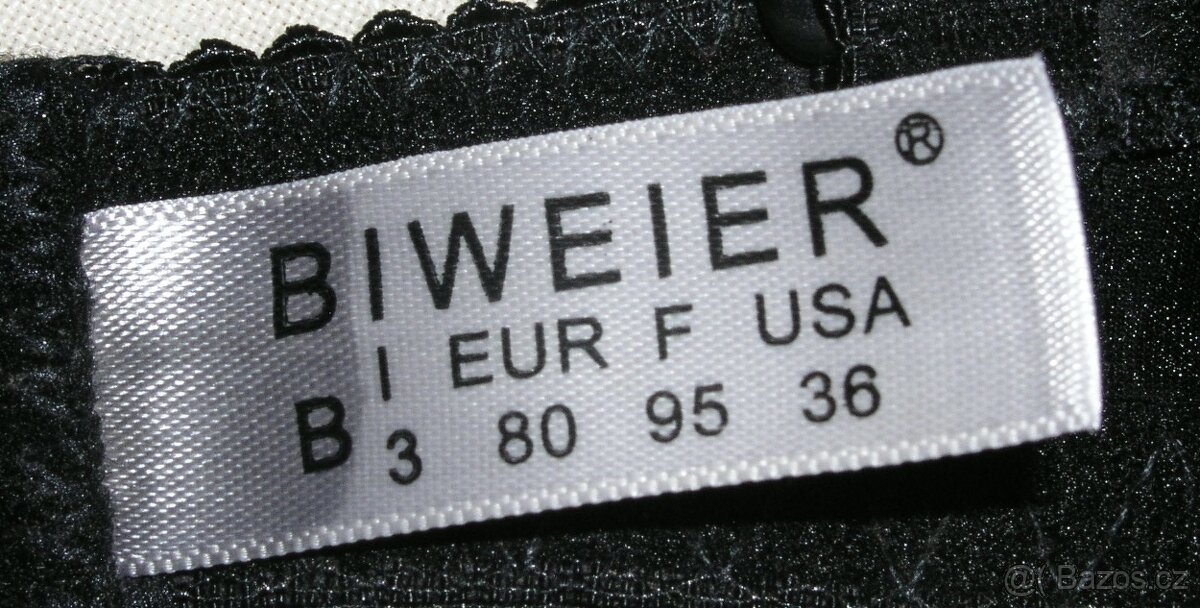 BIWEIER®
I EUR F USA
B 3 80 95 36
@( Bazos.cz